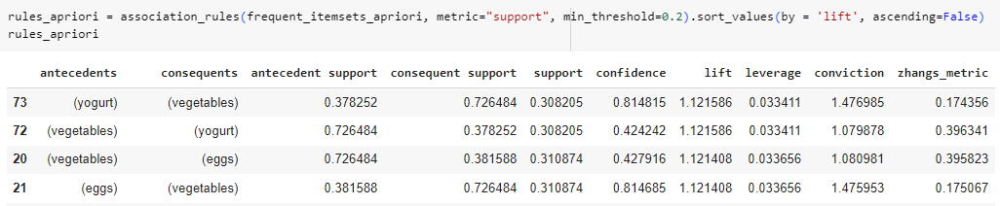 rules_apriori = association_rules(frequent_itemsets_apriori, metric="support", min_threshold=0.2).sort_values(by = 'lift', ascending=False)
rules_apriori
antecedents consequents antecedent support consequent support support confidence lift leverage conviction zhangs_metric
73 (yogurt) (vegetables) 0.378252 0.726484 0.308205 0.814815 1.121586 0.033411 1.476985 0.174356
72 (vegetables) (yogurt) 0.726484 0.378252 0.308205 0.424242 1.121586 0.033411 1.079878 0.396341
20 (vegetables) (eggs) 0.726484 0.381588 0.310874 0.427916 1.121408 0.033656 1.080981 0.395823
21 (eggs) (vegetables) 0.381588 0.726484 0.310874 0.814685 1.121408 0.033656 1.475953 0.175067